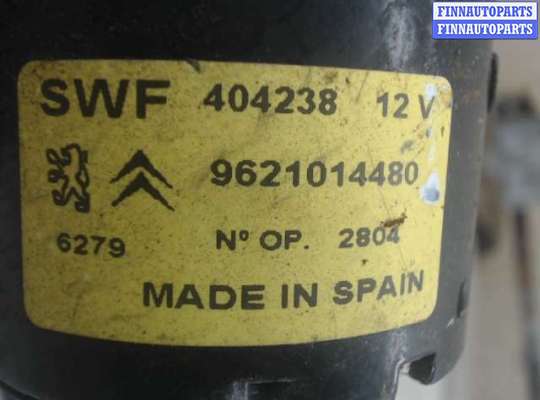 FINNAUTOPARTS
FINNAUTOPARTS
SWF 404238 12 V
9621014480
6279 Nº OP. 2804
MADE IN SPAIN